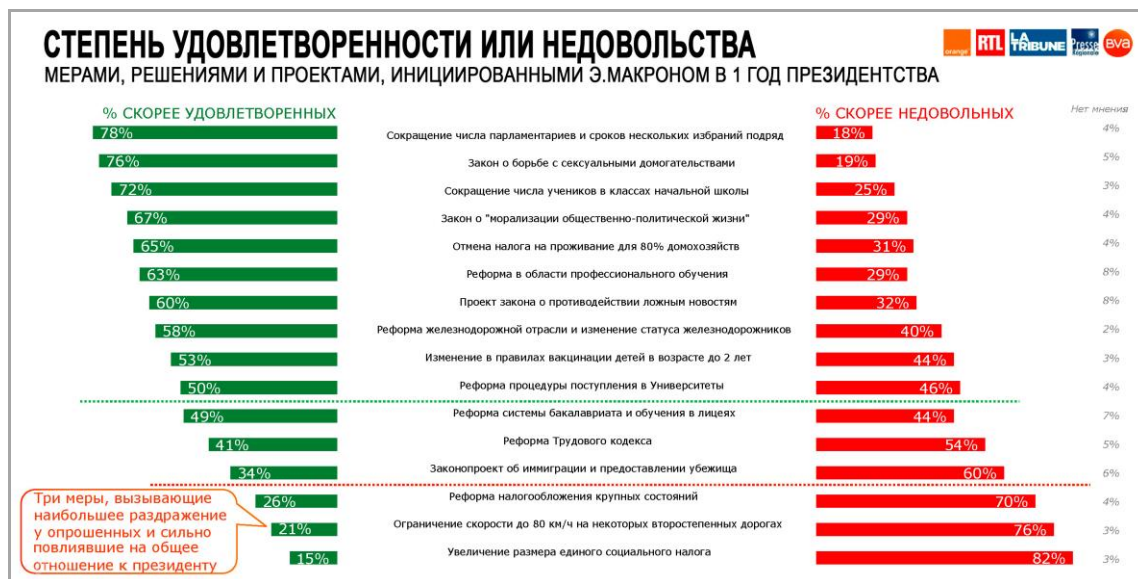 СТЕПЕНЬ УДОВЛЕТВОРЕННОСТИ ИЛИ НЕДОВОЛЬСТВА
МЕРАМИ, РЕШЕНИЯМИ И ПРОЕКТАМИ, ИНИЦИИРОВАННЫМИ Э.МАКРОНОМ В 1 ГОД ПРЕЗИДЕНТСТВА
orange RTL LA TRIBUNE Presse Régionale BVA
% СКОРЕЕ УДОВЛЕТВОРЕННЫХ % СКОРЕЕ НЕДОВОЛЬНЫХ Нет мнения
78% Сокращение числа парламентариев и сроков нескольких избраний подряд 18% 4%
76% Закон о борьбе с сексуальными домогательствами 19% 5%
72% Сокращение числа учеников в классах начальной школы 25% 3%
67% Закон о "морализации общественно-политической жизни" 29% 4%
65% Отмена налога на проживание для 80% домохозяйств 31% 4%
63% Реформа в области профессионального обучения 29% 8%
60% Проект закона о противодействии ложным новостям 32% 8%
58% Реформа железнодорожной отрасли и изменение статуса железнодорожников 40% 2%
53% Изменение в правилах вакцинации детей в возрасте до 2 лет 44% 3%
50% Реформа процедуры поступления в Университеты 46% 4%
49% Реформа системы бакалавриата и обучения в лицеях 44% 7%
41% Реформа Трудового кодекса 54% 5%
34% Законопроект об иммиграции и предоставлении убежища 60% 6%
26% Реформа налогообложения крупных состояний 70% 4%
21% Ограничение скорости до 80 км/ч на некоторых второстепенных дорогах 76% 3%
15% Увеличение размера единого социального налога 82% 3%
Три меры, вызывающие
наибольшее раздражение
у опрошенных и сильно
повлиявшие на общее
отношение к президенту